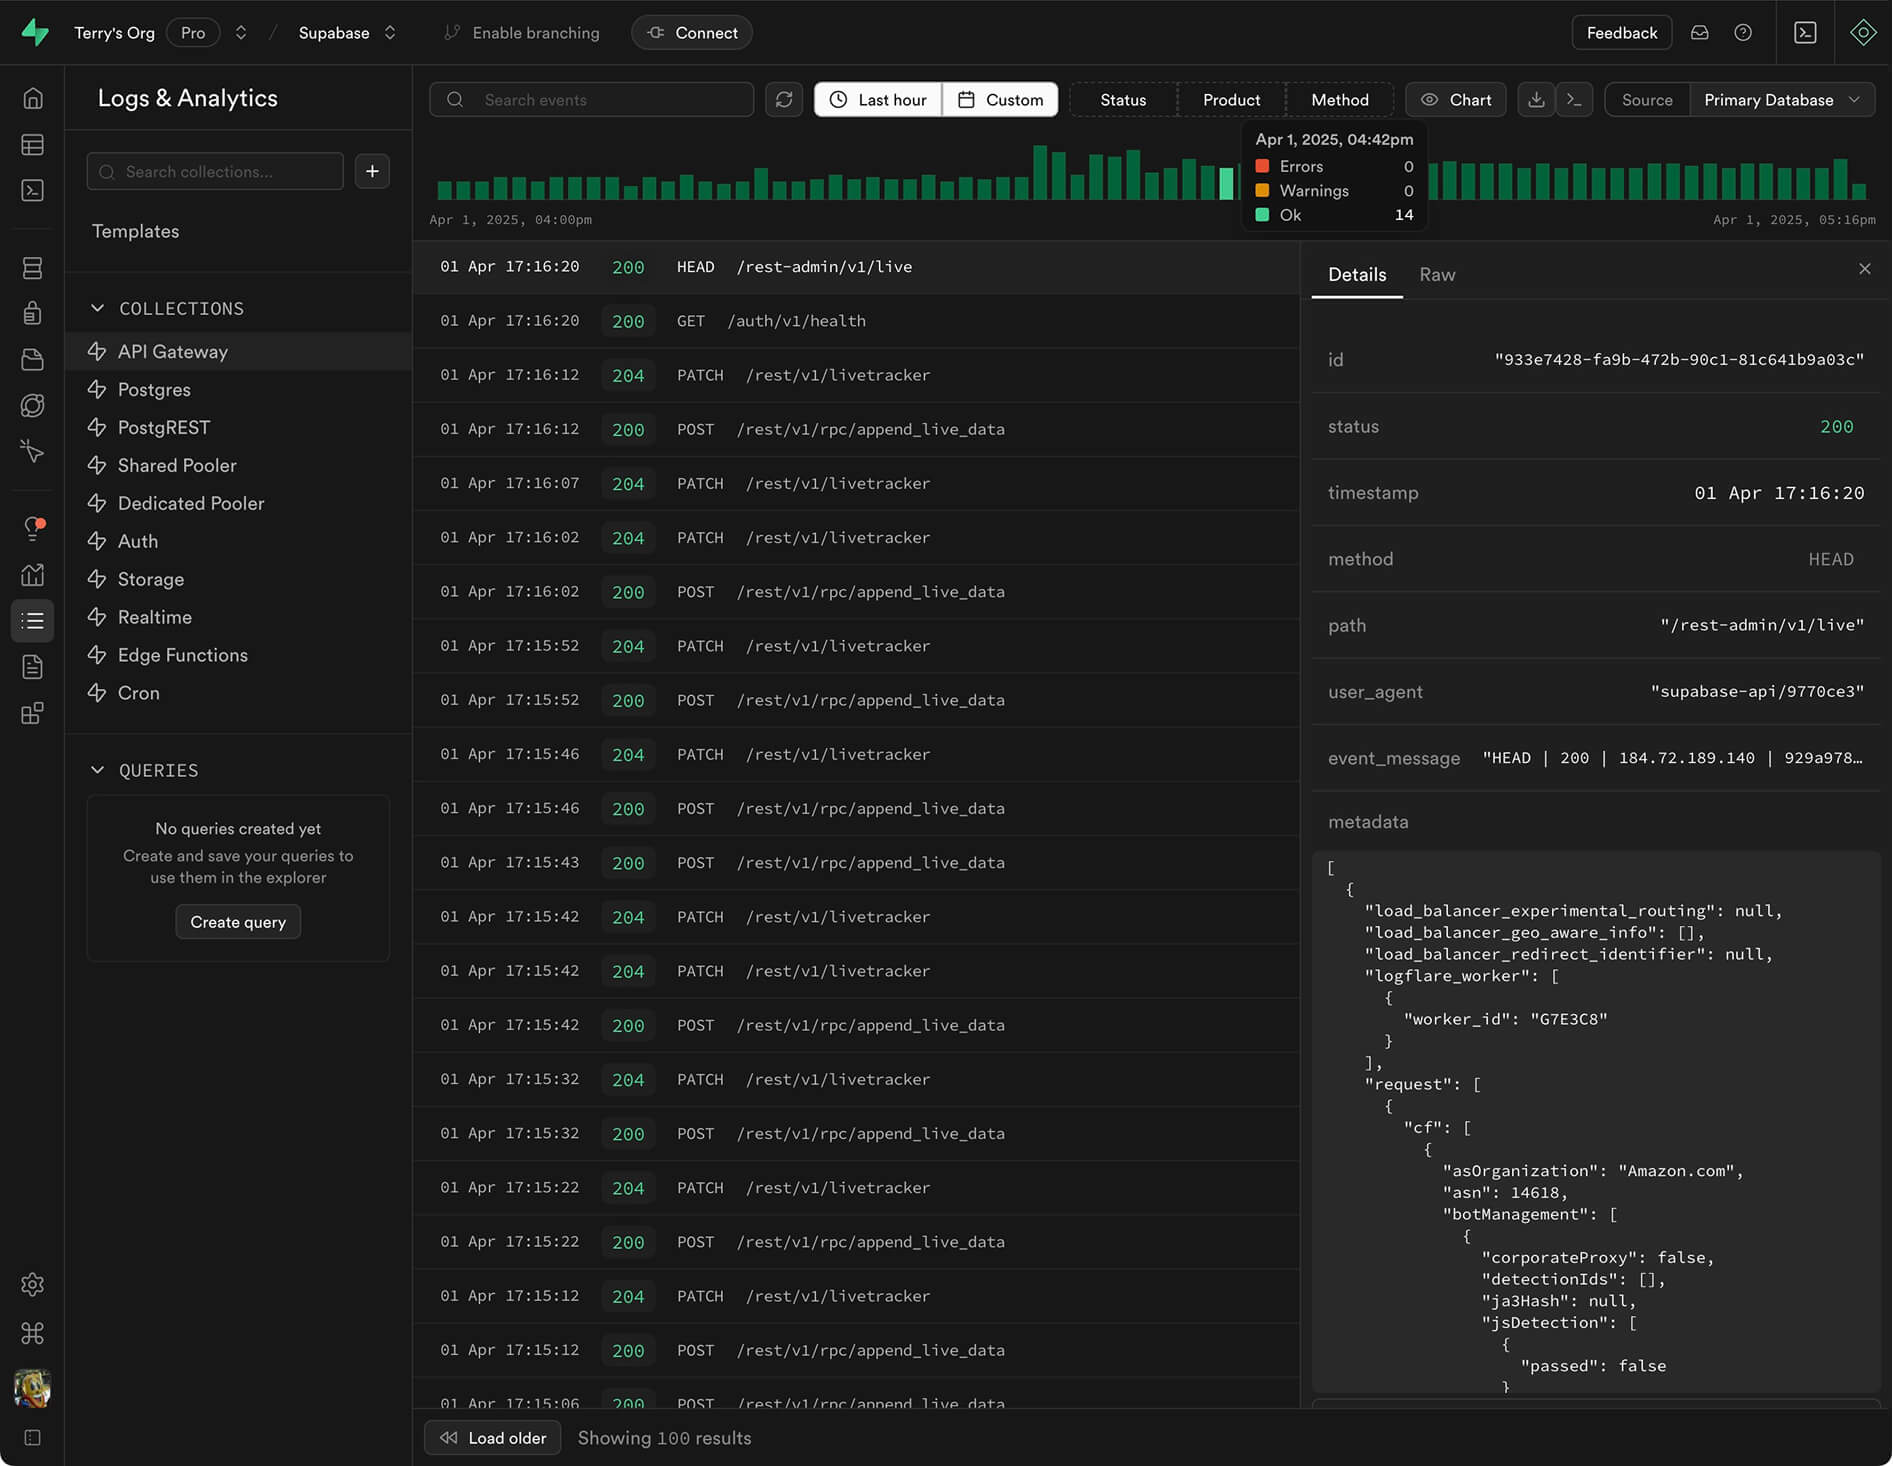 Terry's Org Pro / Supabase Enable branching Connect Feedback
Logs & Analytics
Search collections...
Templates
COLLECTIONS
API Gateway
Postgres
PostgREST
Shared Pooler
Dedicated Pooler
Auth
Storage
Realtime
Edge Functions
Cron
QUERIES
No queries created yet
Create and save your queries to
use them in the explorer
Create query
Search events Last hour Custom Status Product Method Chart Source Primary Database
Apr 1, 2025, 04:42pm
Errors 0
Warnings 0
Ok 14
Apr 1, 2025, 04:00pm Apr 1, 2025, 05:16pm
01 Apr 17:16:20 200 HEAD /rest-admin/v1/live
01 Apr 17:16:20 200 GET /auth/v1/health
01 Apr 17:16:12 204 PATCH /rest/v1/livetracker
01 Apr 17:16:12 200 POST /rest/v1/rpc/append_live_data
01 Apr 17:16:07 204 PATCH /rest/v1/livetracker
01 Apr 17:16:02 204 PATCH /rest/v1/livetracker
01 Apr 17:16:02 200 POST /rest/v1/rpc/append_live_data
01 Apr 17:15:52 204 PATCH /rest/v1/livetracker
01 Apr 17:15:52 200 POST /rest/v1/rpc/append_live_data
01 Apr 17:15:46 204 PATCH /rest/v1/livetracker
01 Apr 17:15:46 200 POST /rest/v1/rpc/append_live_data
01 Apr 17:15:43 200 POST /rest/v1/rpc/append_live_data
01 Apr 17:15:42 204 PATCH /rest/v1/livetracker
01 Apr 17:15:42 204 PATCH /rest/v1/livetracker
01 Apr 17:15:42 200 POST /rest/v1/rpc/append_live_data
01 Apr 17:15:32 204 PATCH /rest/v1/livetracker
01 Apr 17:15:32 200 POST /rest/v1/rpc/append_live_data
01 Apr 17:15:22 204 PATCH /rest/v1/livetracker
01 Apr 17:15:22 200 POST /rest/v1/rpc/append_live_data
01 Apr 17:15:12 204 PATCH /rest/v1/livetracker
01 Apr 17:15:12 200 POST /rest/v1/rpc/append_live_data
01 Apr 17:15:06 200 POST /rest/v1/rpc/append_live_data
Load older Showing 100 results
Details Raw
id "933e7428-fa9b-472b-90c1-81c641b9a03c"
status 200
timestamp 01 Apr 17:16:20
method HEAD
path "/rest-admin/v1/live"
user_agent "supabase-api/9770ce3"
event_message "HEAD | 200 | 184.72.189.140 | 929a978…
metadata
[
{
"load_balancer_experimental_routing": null,
"load_balancer_geo_aware_info": [],
"load_balancer_redirect_identifier": null,
"logflare_worker": [
{
"worker_id": "G7E3C8"
}
],
"request": [
{
"cf": [
{
"asOrganization": "Amazon.com",
"asn": 14618,
"botManagement": [
{
"corporateProxy": false,
"detectionIds": [],
"ja3Hash": null,
"jsDetection": [
{
"passed": false
}